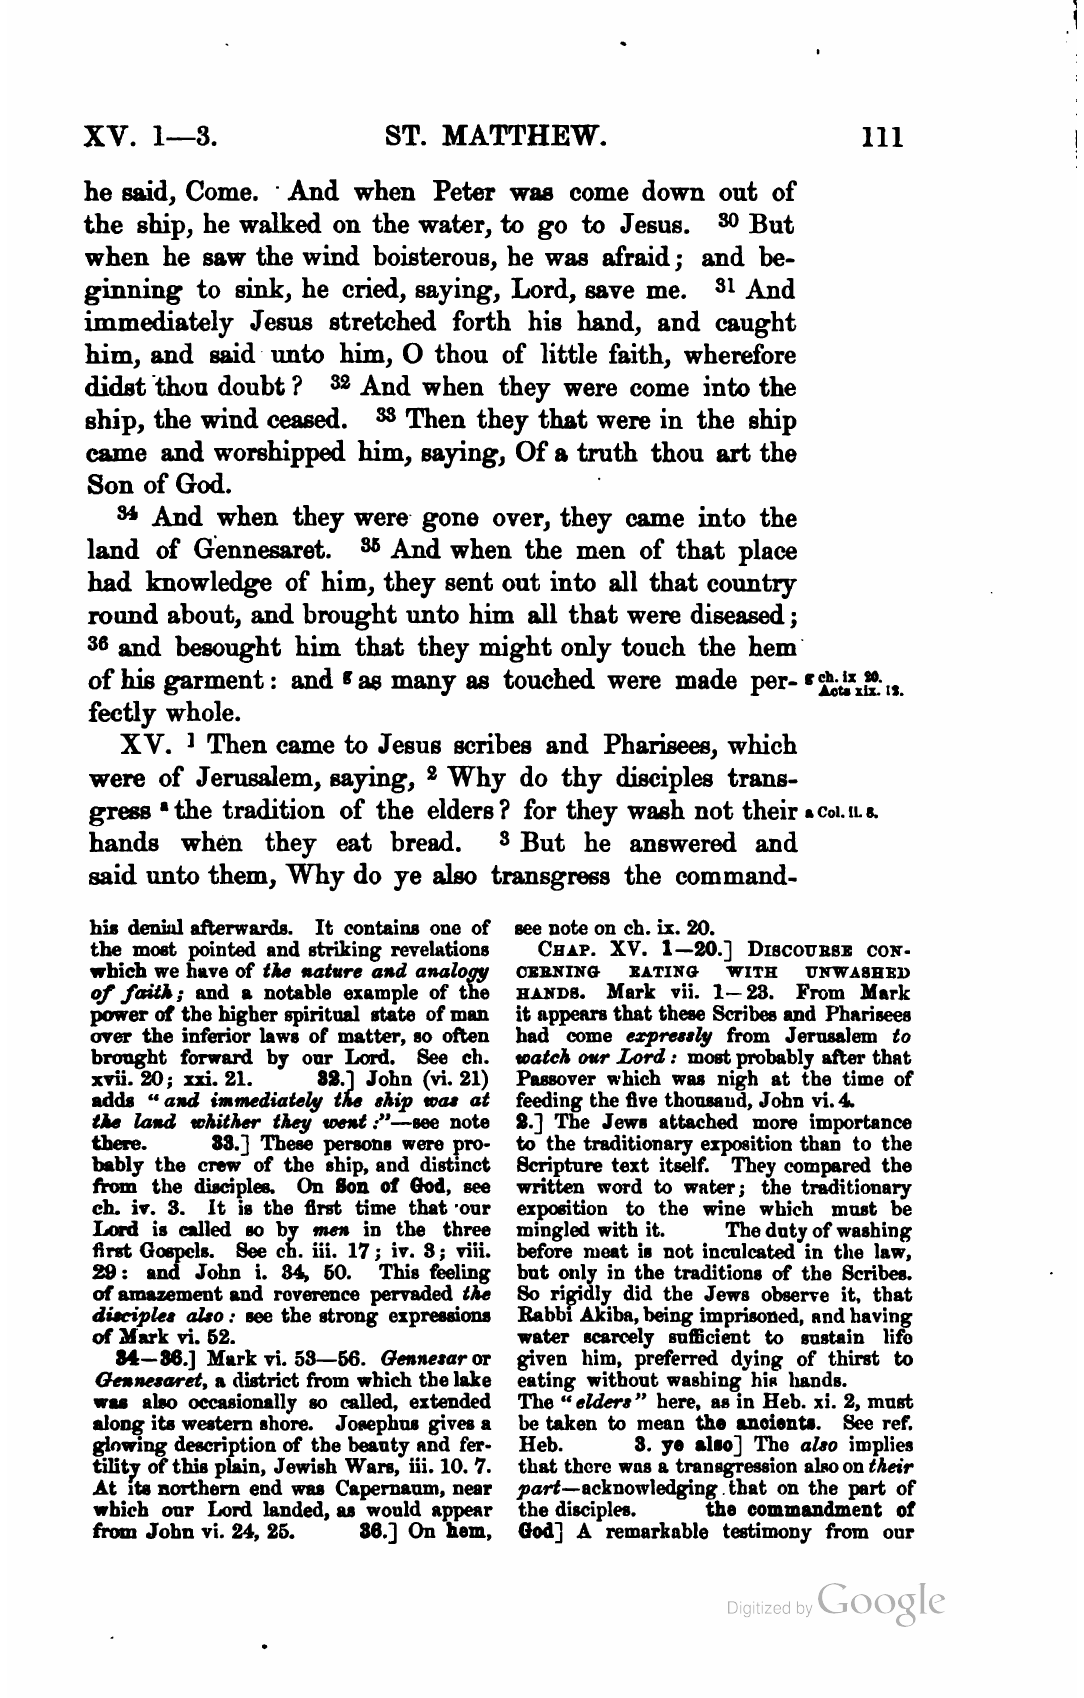 XV. 1—3. ST. MATTHEW. 111
he said, Come. And when Peter was come down out of
the ship, he walked on the water, to go to Jesus. 30 But
when he saw the wind boisterous, he was afraid; and be-
ginning to sink, he cried, saying, Lord, save me. 31 And
immediately Jesus stretched forth his hand, and caught
him, and said unto him, O thou of little faith, wherefore
didst thou doubt? 32 And when they were come into the
ship, the wind ceased. 33 Then they that were in the ship
came and worshipped him, saying, Of a truth thou art the
Son of God.
34 And when they were gone over, they came into the
land of Gennesaret. 35 And when the men of that place
had knowledge of him, they sent out into all that country
round about, and brought unto him all that were diseased;
36 and besought him that they might only touch the hem
of his garment: and g as many as touched were made per-
g ch. ix 20.
Acts xix. 12.
fectly whole.
XV. 1 Then came to Jesus scribes and Pharisees, which
were of Jerusalem, saying, 2 Why do thy disciples trans-
gress a the tradition of the elders? for they wash not their
a Col. ii. 8.
hands when they eat bread. 3 But he answered and
said unto them, Why do ye also transgress the command-
his denial afterwards. It contains one of
the most pointed and striking revelations
which we have of the nature and analogy
of faith; and a notable example of the
power of the higher spiritual state of man
over the inferior laws of matter, so often
brought forward by our Lord. See ch.
xvii. 20; xxi. 21. 32.] John (vi. 21)
adds "and immediately the ship was at
the land whither they went:"—see note
there. 33.] These persons were pro-
bably the crew of the ship, and distinct
from the disciples. On Son of God, see
ch. iv. 3. It is the first time that our
Lord is called so by men in the three
first Gospels. See ch. iii. 17; iv. 3; viii.
29: and John i. 34, 50. This feeling
of amazement and reverence pervaded the
disciples also: see the strong expressions
of Mark vi. 52.
34—36.] Mark vi. 53—56. Gennesar or
Gennesaret, a district from which the lake
was also occasionally so called, extended
along its western shore. Josephus gives a
glowing description of the beauty and fer-
tility of this plain, Jewish Wars, iii. 10. 7.
At its northern end was Capernaum, near
which our Lord landed, as would appear
from John vi. 24, 25. 36.] On hem,
see note on ch. ix. 20.
CHAP. XV. 1—20.] DISCOURSE CON-
CERNING EATING WITH UNWASHED
HANDS. Mark vii. 1—23. From Mark
it appears that these Scribes and Pharisees
had come expressly from Jerusalem to
watch our Lord: most probably after that
Passover which was nigh at the time of
feeding the five thousand, John vi. 4.
2.] The Jews attached more importance
to the traditionary exposition than to the
Scripture text itself. They compared the
written word to water; the traditionary
exposition to the wine which must be
mingled with it. The duty of washing
before meat is not inculcated in the law,
but only in the traditions of the Scribes.
So rigidly did the Jews observe it, that
Rabbi Akiba, being imprisoned, and having
water scarcely sufficient to sustain life
given him, preferred dying of thirst to
eating without washing his hands.
The "elders" here, as in Heb. xi. 2, must
be taken to mean the ancients. See ref.
Heb. 3. ye also] The also implies
that there was a transgression also on their
part—acknowledging that on the part of
the disciples. the commandment of
God] A remarkable testimony from our
Digitized by Google